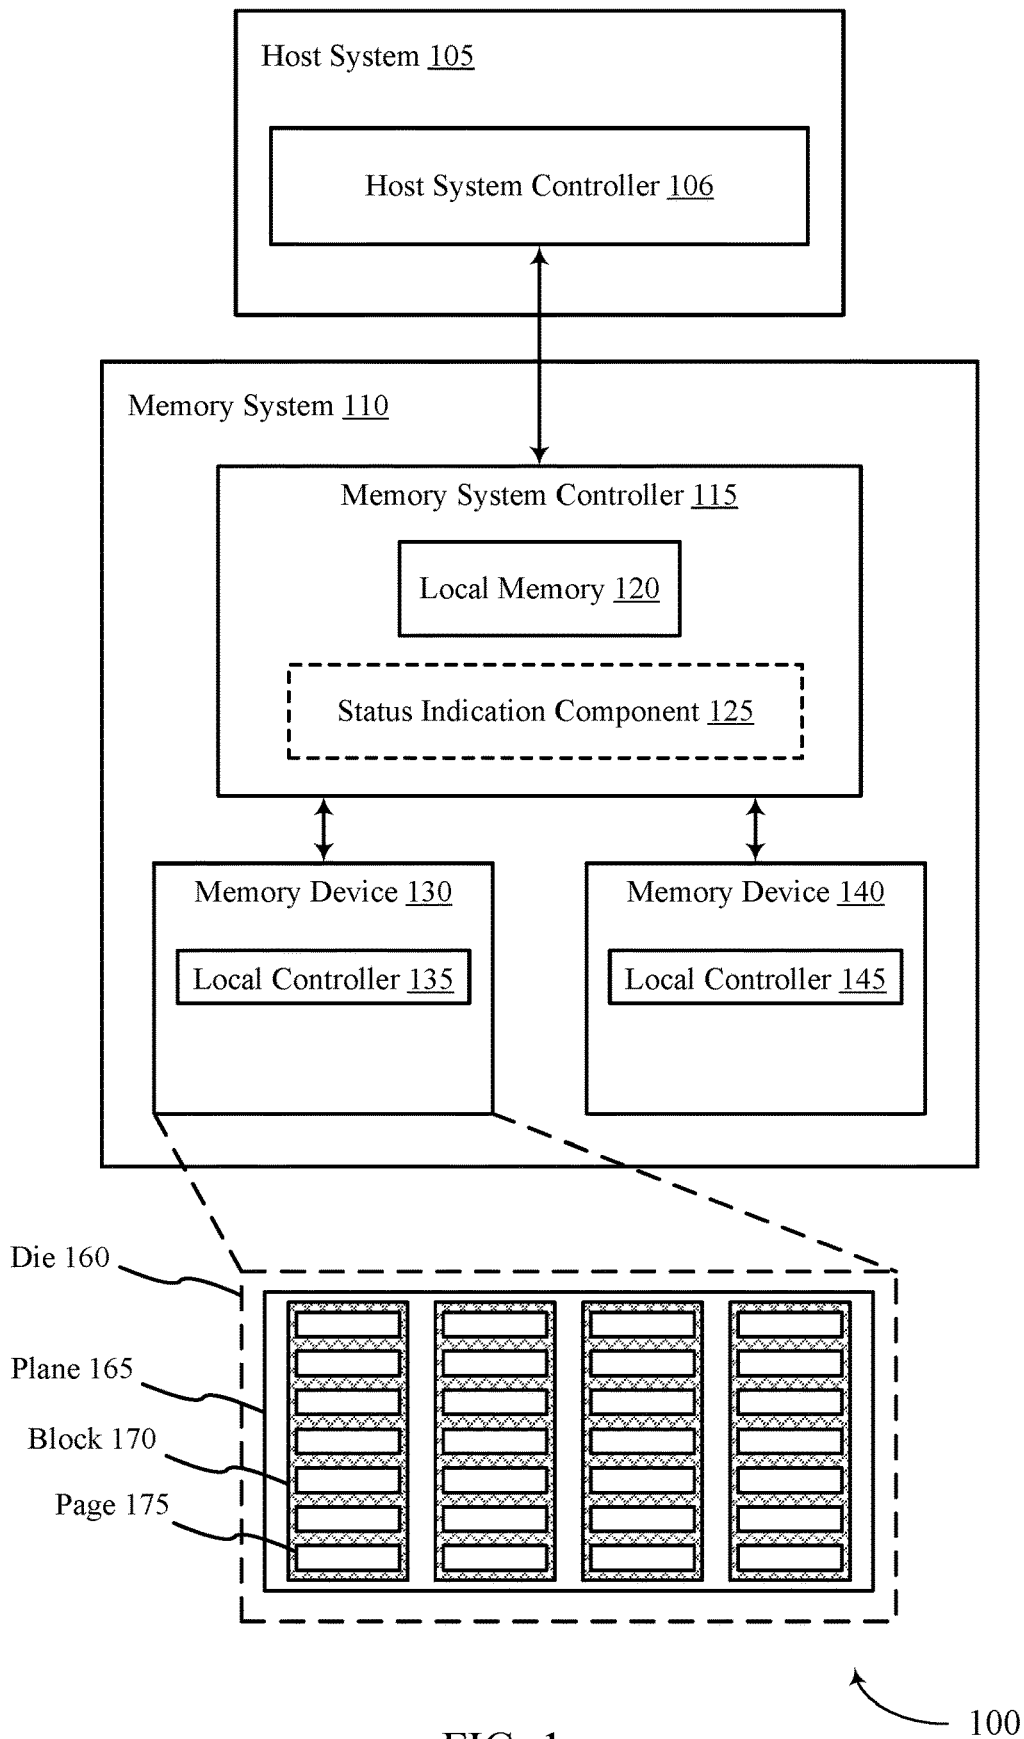 Host System 105
Host System Controller 106
Memory System 110
Memory System Controller 115
Local Memory 120
Status Indication Component 125
Memory Device 130
Memory Device 140
Local Controller 135
Local Controller 145
Die 160
Plane 165
Block 170
Page 175
100
FIG. 1